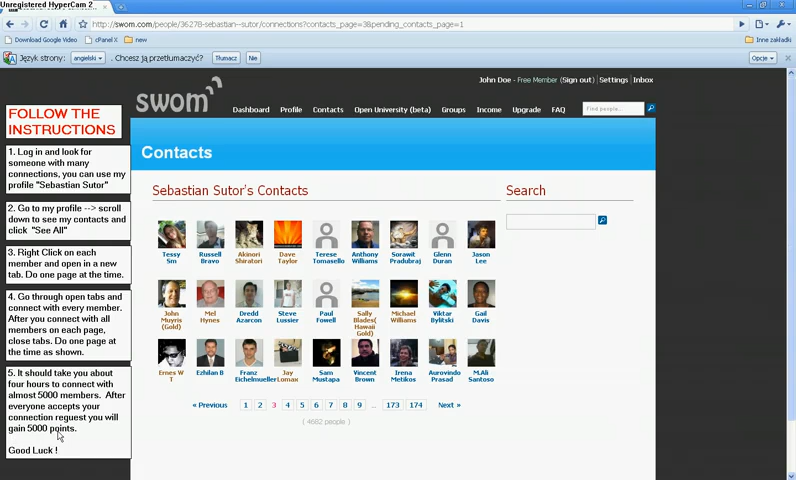 Unregistered HyperCam 2
http://swom.com/people/36278-sebastian--sutor/connections?contacts_page=3&pending_contacts_page=1
Download Google Video cPanel X new Inne zakładki
Język strony: angielski . Chcesz ją przetłumaczyć? Tłumacz Nie Opcje
John Doe - Free Member (Sign out) Settings Inbox
swom
Dashboard Profile Contacts Open University (beta) Groups Income Upgrade FAQ Find people...
FOLLOW THE
INSTRUCTIONS
1. Log in and look for
someone with many
connections, you can use my
profile "Sebastian Sutor"
2. Go to my profile --> scroll
down to see my contacts and
click "See All"
3. Right Click on each
member and open in a new
tab. Do one page at the time.
4. Go through open tabs and
connect with every member.
After you connect with all
members on each page,
close tabs. Do one page at
the time as shown.
5. It should take you about
four hours to connect with
almost 5000 members. After
everyone accepts your
connection request you will
gain 5000 points.
Good Luck !
Contacts
Sebastian Sutor's Contacts
Search
Tessy Sm
Russell Bravo
Akinori Shiratori
Dave Taylor
Terese Tomasello
Anthony Williams
Sorawit Pradubraj
Glenn Duran
Jason Lee
John Muyris (Gold)
Mel Hynes
Dredd Azarcon
Steve Lussier
Paul Fowell
Sally Blades( Hawaii Gold)
Michael Williams
Viktar Bylitski
Gail Davis
Ernes W T
Ezhilan B
Franz Eichelmueller
Jay Lomax
Sam Mustapa
Vincent Brown
Irena Metikos
Aurovindo Prasad
M.Ali Santoso
« Previous 1 2 3 4 5 6 7 8 9 ... 173 174 Next »
( 4682 people )